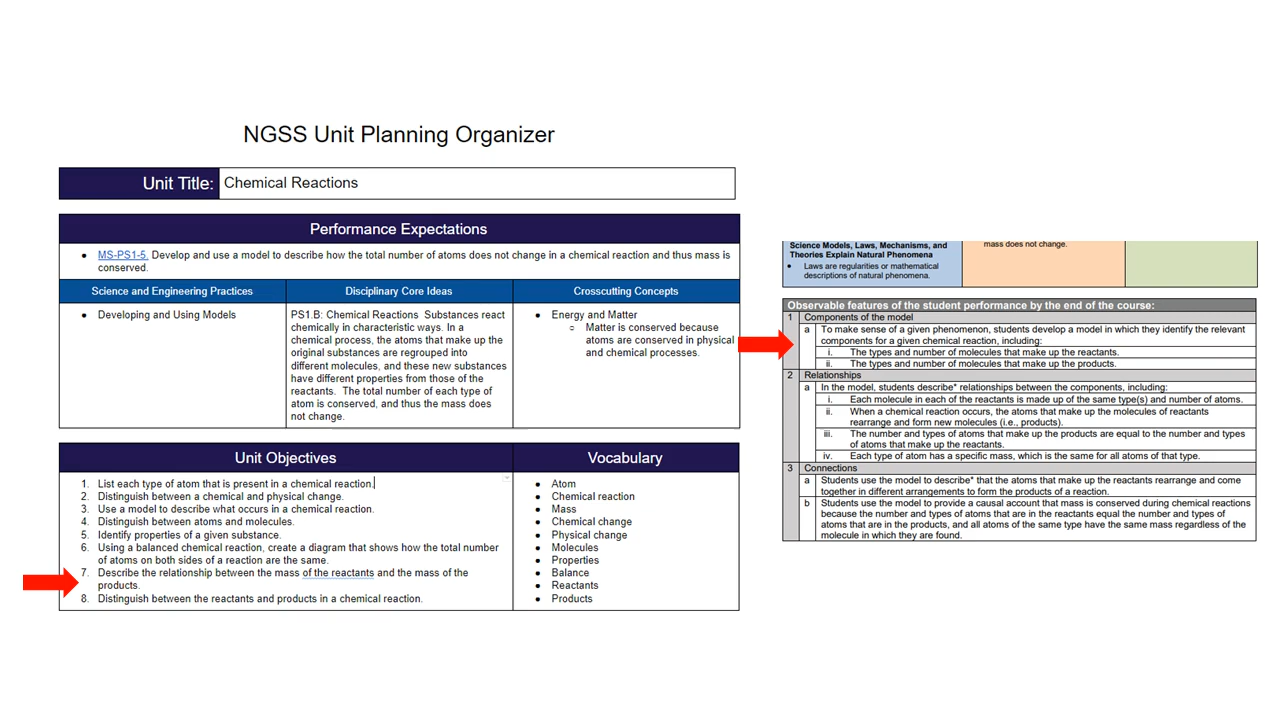 NGSS Unit Planning Organizer
Unit Title: Chemical Reactions
Performance Expectations
● MS-PS1-5. Develop and use a model to describe how the total number of atoms does not change in a chemical reaction and thus mass is
conserved.
Science and Engineering Practices
● Developing and Using Models
Disciplinary Core Ideas
PS1.B: Chemical Reactions Substances react
chemically in characteristic ways. In a
chemical process, the atoms that make up the
original substances are regrouped into
different molecules, and these new substances
have different properties from those of the
reactants. The total number of each type of
atom is conserved, and thus the mass does
not change.
Crosscutting Concepts
● Energy and Matter
○ Matter is conserved because
atoms are conserved in physical
and chemical processes.
Unit Objectives
1. List each type of atom that is present in a chemical reaction.
2. Distinguish between a chemical and physical change.
3. Use a model to describe what occurs in a chemical reaction.
4. Distinguish between atoms and molecules.
5. Identify properties of a given substance.
6. Using a balanced chemical reaction, create a diagram that shows how the total number
of atoms on both sides of a reaction are the same.
7. Describe the relationship between the mass of the reactants and the mass of the
products.
8. Distinguish between the reactants and products in a chemical reaction.
Vocabulary
● Atom
● Chemical reaction
● Mass
● Chemical change
● Physical change
● Molecules
● Properties
● Balance
● Reactants
● Products
Science Models, Laws, Mechanisms, and
Theories Explain Natural Phenomena
● Laws are regularities or mathematical
descriptions of natural phenomena.
mass does not change.
Observable features of the student performance by the end of the course:
1 Components of the model
a To make sense of a given phenomenon, students develop a model in which they identify the relevant
components for a given chemical reaction, including:
i. The types and number of molecules that make up the reactants.
ii. The types and number of molecules that make up the products.
2 Relationships
a In the model, students describe* relationships between the components, including:
i. Each molecule in each of the reactants is made up of the same type(s) and number of atoms.
ii. When a chemical reaction occurs, the atoms that make up the molecules of reactants
rearrange and form new molecules (i.e., products).
iii. The number and types of atoms that make up the products are equal to the number and types
of atoms that make up the reactants.
iv. Each type of atom has a specific mass, which is the same for all atoms of that type.
3 Connections
a Students use the model to describe* that the atoms that make up the reactants rearrange and come
together in different arrangements to form the products of a reaction.
b Students use the model to provide a causal account that mass is conserved during chemical reactions
because the number and types of atoms that are in the reactants equal the number and types of
atoms that are in the products, and all atoms of the same type have the same mass regardless of the
molecule in which they are found.